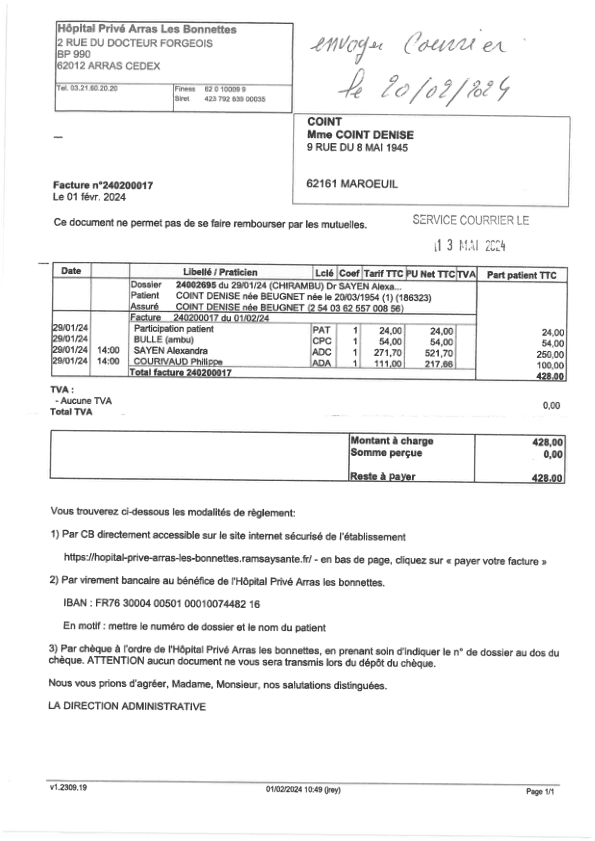 Hôpital Privé Arras Les Bonnettes
2 RUE DU DOCTEUR FORGEOIS
BP 990
62012 ARRAS CEDEX
Tel. 03.21.60.20.20 Finess 62 0 10009 9
Siret 423 792 639 00035
envoyer Courrier
le 20/02/2024
COINT
Mme COINT DENISE
9 RUE DU 8 MAI 1945
62161 MAROEUIL
Facture n°240200017
Le 01 févr. 2024
Ce document ne permet pas de se faire rembourser par les mutuelles.
SERVICE COURRIER LE
13 MAI 2024
Date Libellé / Praticien Lclé Coef Tarif TTC PU Net TTC TVA Part patient TTC
Dossier 24002695 du 29/01/24 (CHIRAMBU) Dr SAYEN Alexa...
Patient COINT DENISE née BEUGNET née le 20/03/1954 (1) (186323)
Assuré COINT DENISE née BEUGNET (2 54 03 62 557 008 56)
Facture 240200017 du 01/02/24
29/01/24 Participation patient PAT 1 24,00 24,00 24,00
29/01/24 BULLE (ambu) CPC 1 54,00 54,00 54,00
29/01/24 14:00 SAYEN Alexandra ADC 1 271,70 521,70 250,00
29/01/24 14:00 COURIVAUD Philippe ADA 1 111,00 217,66 100,00
Total facture 240200017 428.00
TVA :
- Aucune TVA 0,00
Total TVA
Montant à charge 428,00
Somme perçue 0,00
Reste à payer 428.00
Vous trouverez ci-dessous les modalités de règlement:
1) Par CB directement accessible sur le site internet sécurisé de l'établissement
https://hopital-prive-arras-les-bonnettes.ramsaysante.fr/ - en bas de page, cliquez sur « payer votre facture »
2) Par virement bancaire au bénéfice de l'Hôpital Privé Arras les bonnettes.
IBAN : FR76 30004 00501 00010074482 16
En motif : mettre le numéro de dossier et le nom du patient
3) Par chèque à l'ordre de l'Hôpital Privé Arras les bonnettes, en prenant soin d'indiquer le n° de dossier au dos du
chèque. ATTENTION aucun document ne vous sera transmis lors du dépôt du chèque.
Nous vous prions d'agréer, Madame, Monsieur, nos salutations distinguées.
LA DIRECTION ADMINISTRATIVE
v1.2309.19 01/02/2024 10:49 (jrey) Page 1/1